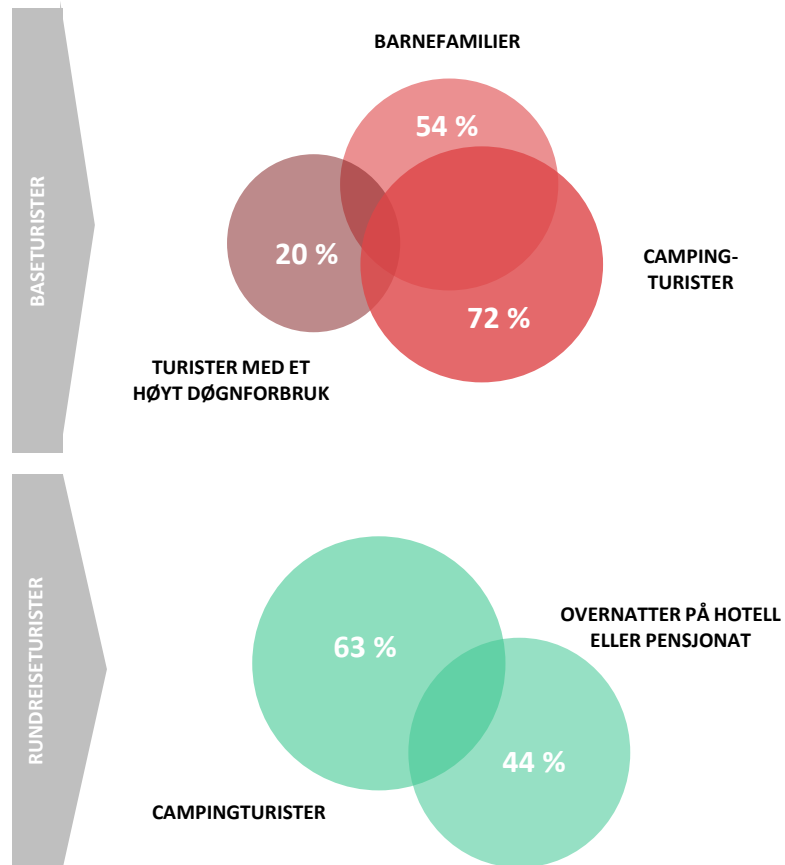 BASETURISTER
BARNEFAMILIER
54 %
20 %
CAMPING-
TURISTER
72 %
TURISTER MED ET
HØYT DØGNFORBRUK
RUNDREISETURISTER
OVERNATTER PÅ HOTELL
ELLER PENSJONAT
63 %
44 %
CAMPINGTURISTER